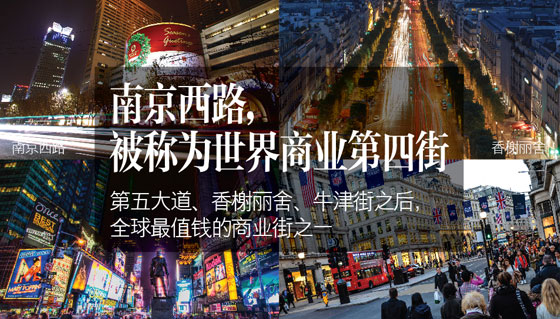 Season's
Greetings
南京西路,
被称为世界商业第四街
南京西路
香榭丽舍
第五大道、香榭丽舍、牛津街之后,
全球最值钱的商业街之一